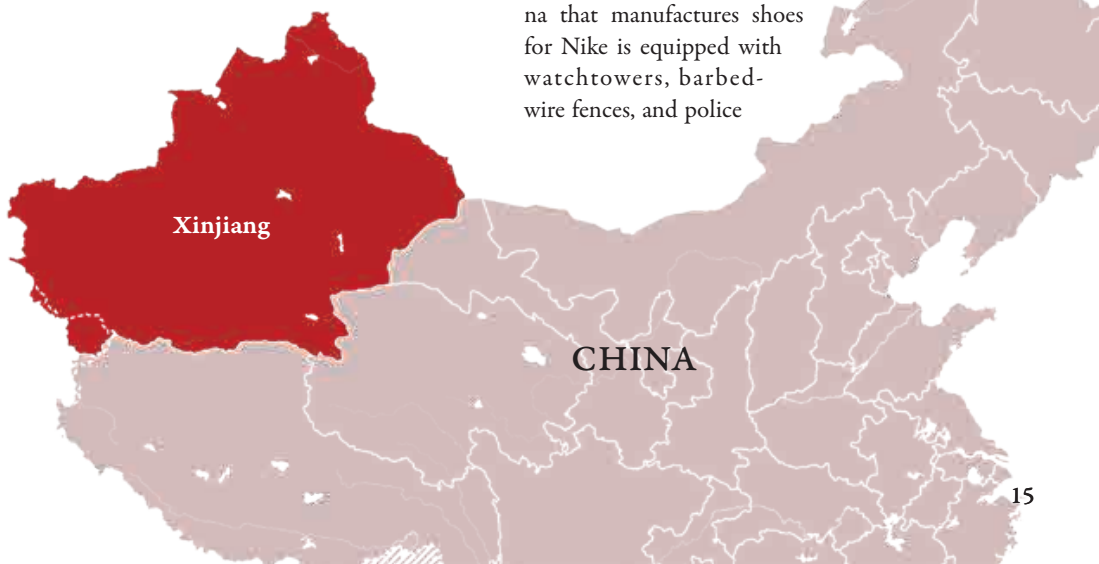 na that manufactures shoes
for Nike is equipped with
watchtowers, barbed-
wire fences, and police
Xinjiang
CHINA
15